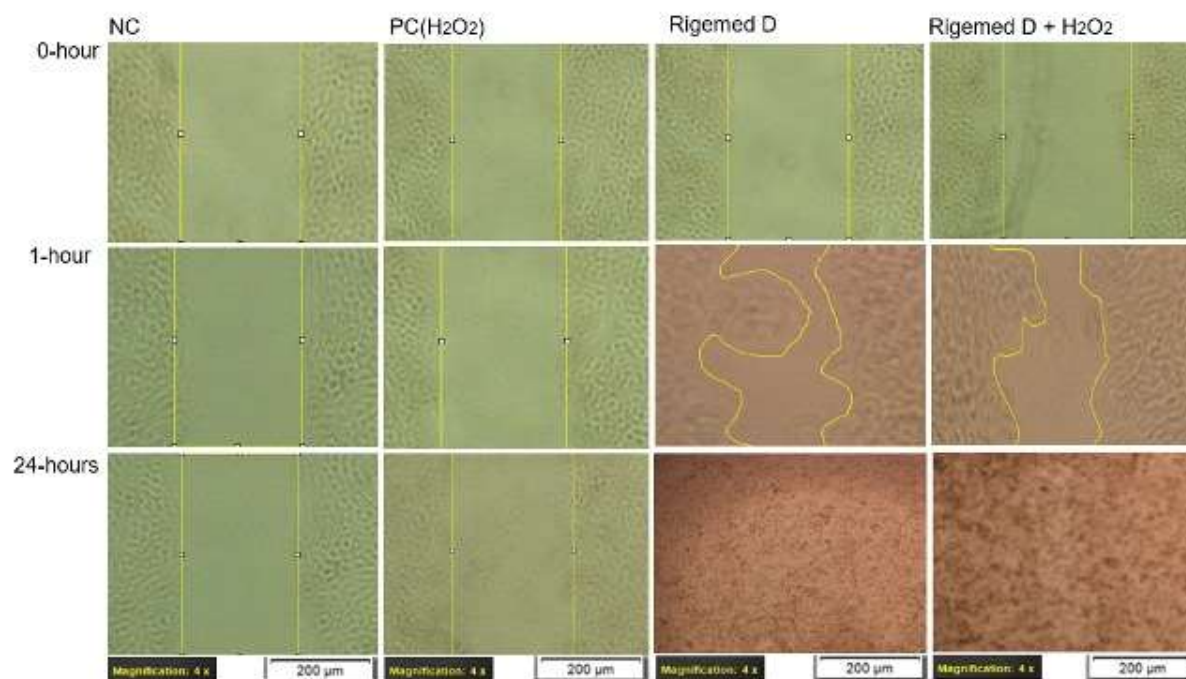 NC PC(H2O2) Rigemed D Rigemed D + H2O2
0-hour
1-hour
24-hours
Magnification: 4 x 200 µm Magnification: 4 x 200 µm Magnification: 4 x 200 µm Magnification: 4 x 200 µm